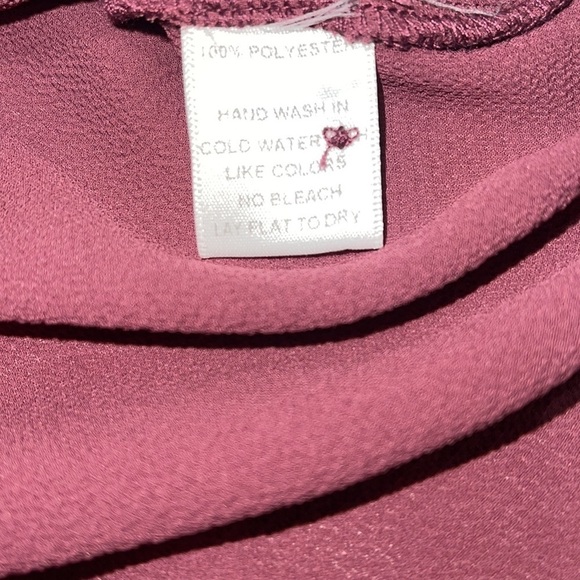 100% POLYESTER
HAND WASH IN
COLD WATER
LIKE COLORS
NO BLEACH
LAY FLAT TO DRY